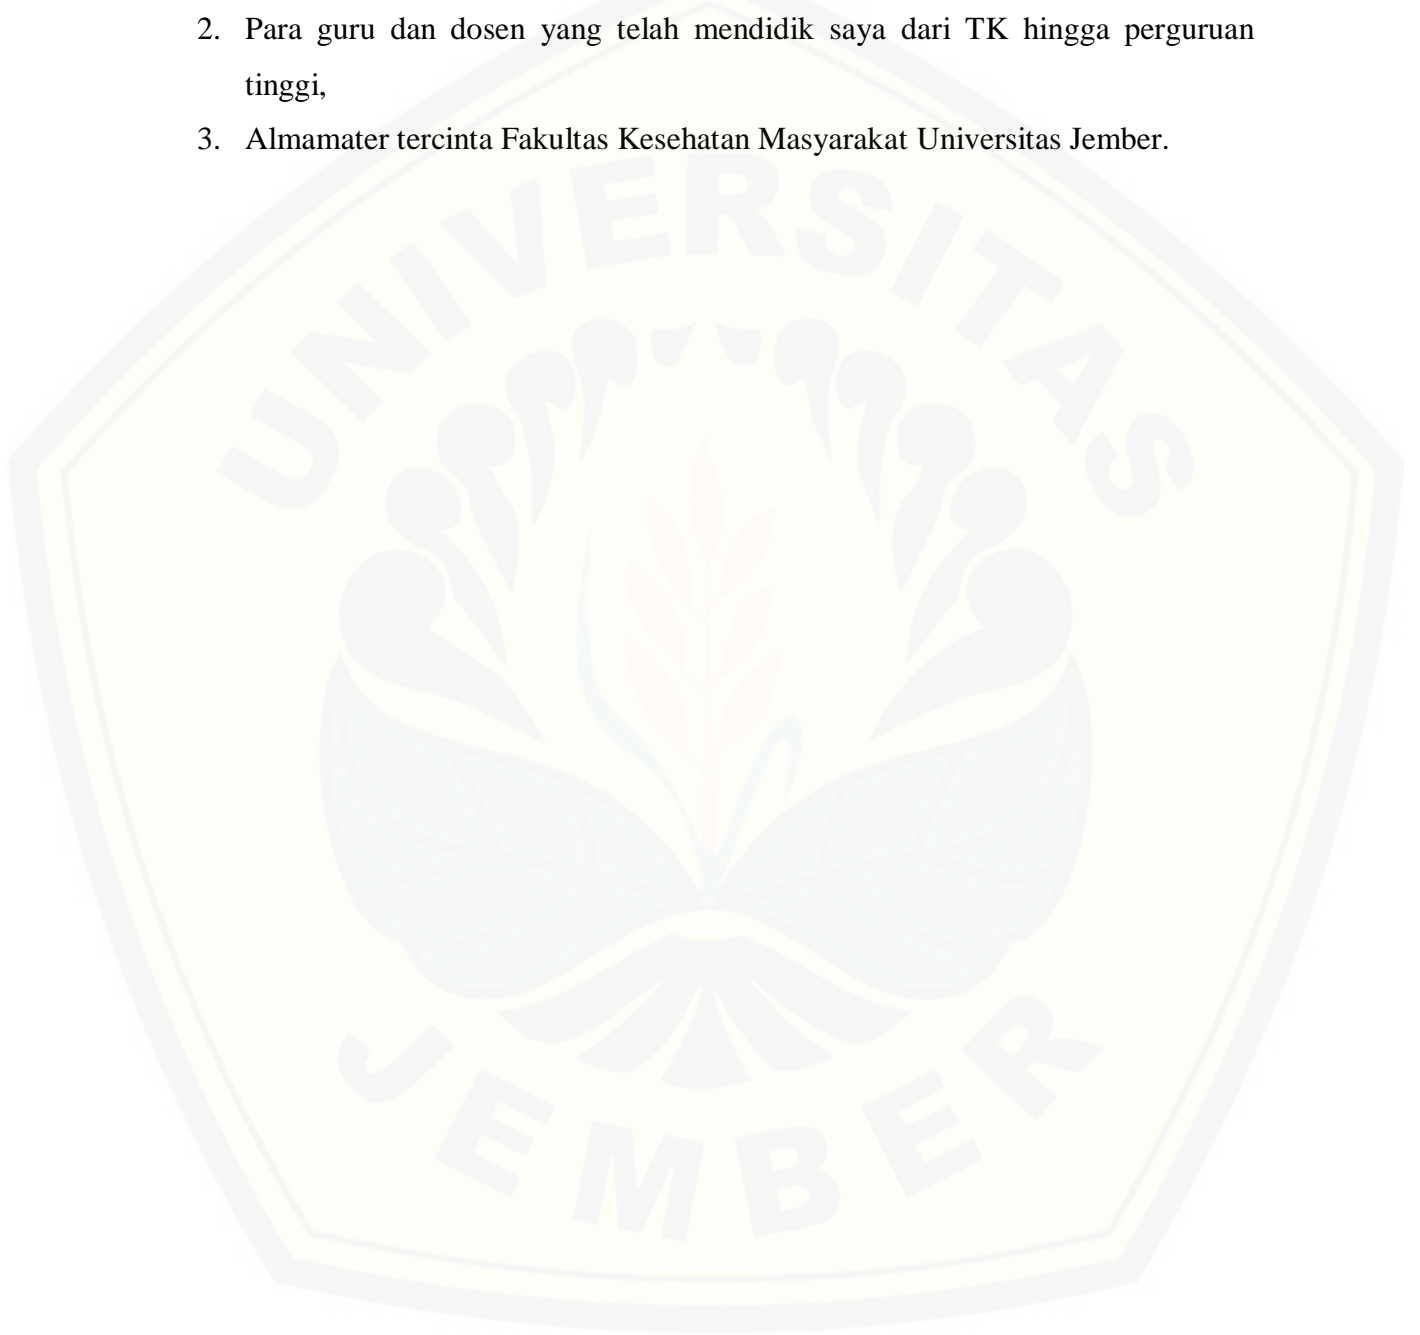 2. Para guru dan dosen yang telah mendidik saya dari TK hingga perguruan
tinggi,
3. Almamater tercinta Fakultas Kesehatan Masyarakat Universitas Jember.
UNIVERSITAS
JEMBER